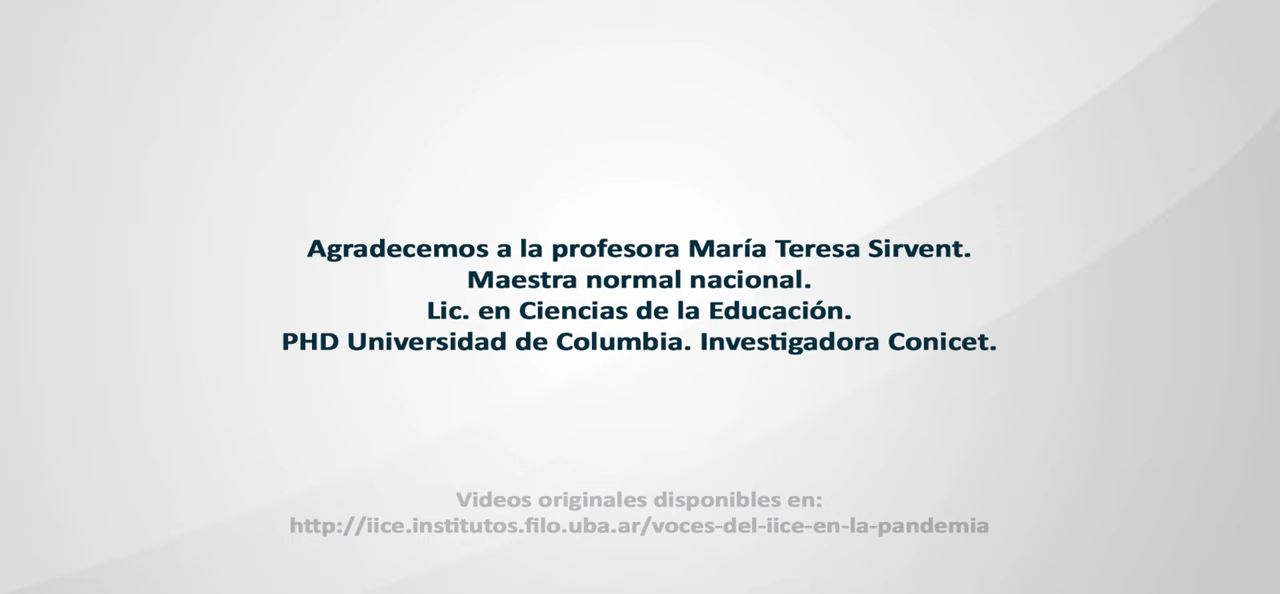 Agradecemos a la profesora María Teresa Sirvent.
Maestra normal nacional.
Lic. en Ciencias de la Educación.
PHD Universidad de Columbia. Investigadora Conicet.
Videos originales disponibles en:
http://iice.institutos.filo.uba.ar/voces-del-iice-en-la-pandemia